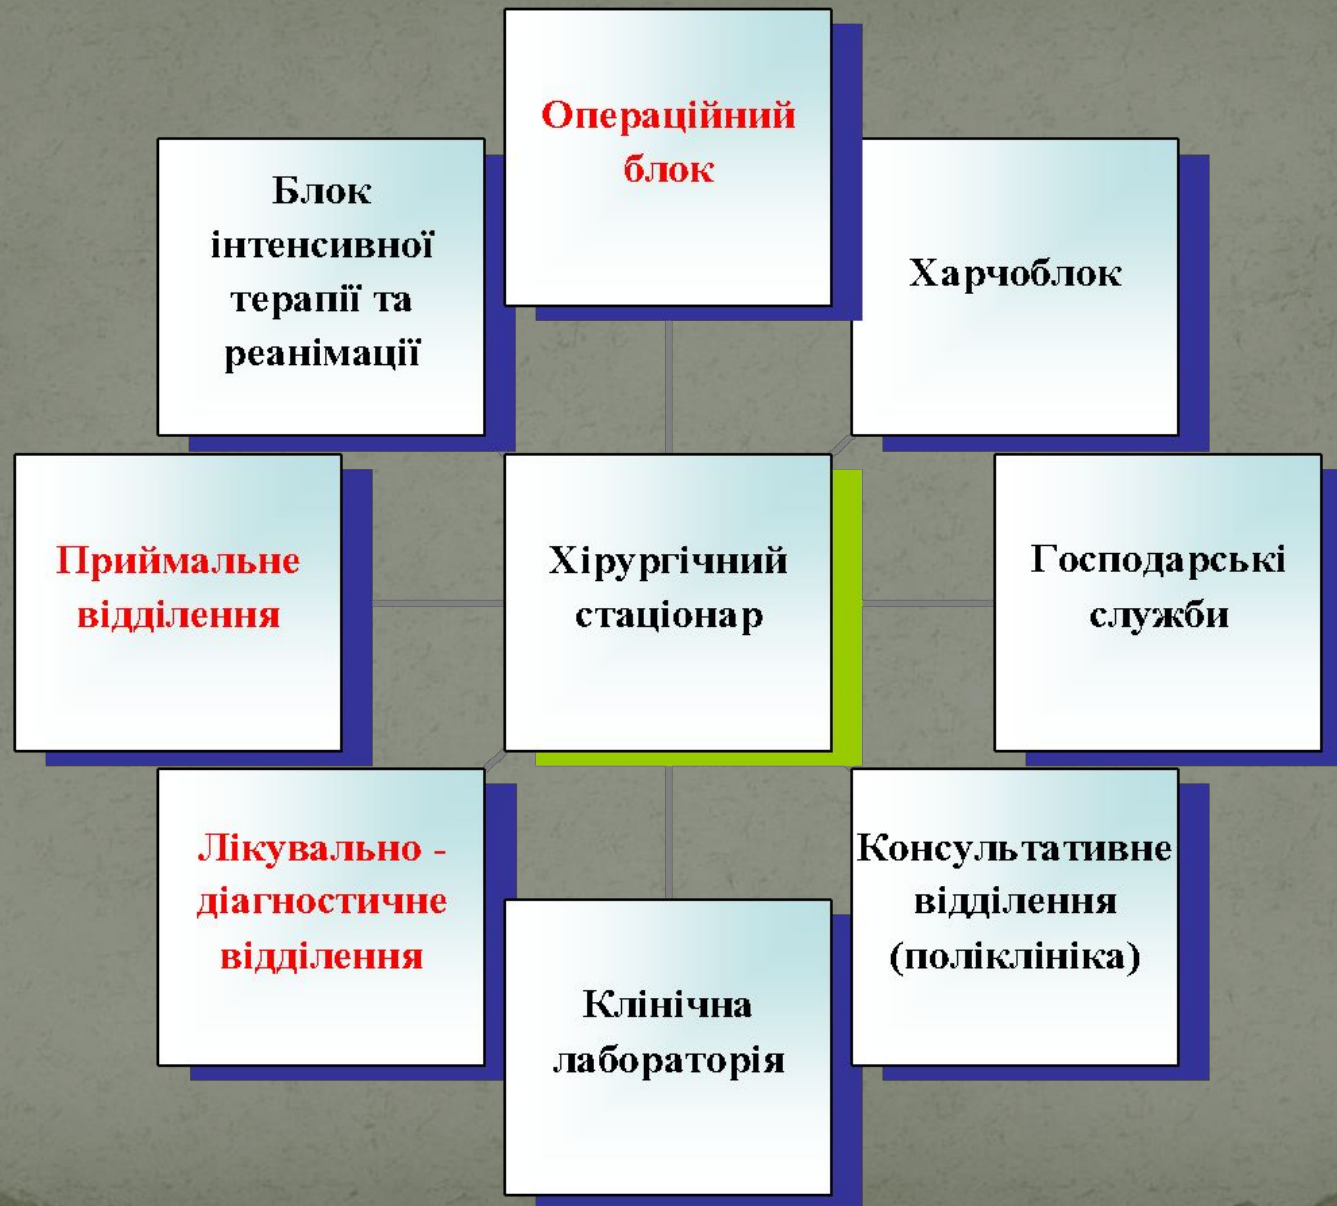 Операційний
блок
Блок
інтенсивної
терапії та
реанімації
Харчоблок
Приймальне
відділення
Хірургічний
стаціонар
Господарські
служби
Лікувально -
діагностичне
відділення
Консультативне
відділення
(поліклініка)
Клінічна
лабораторія